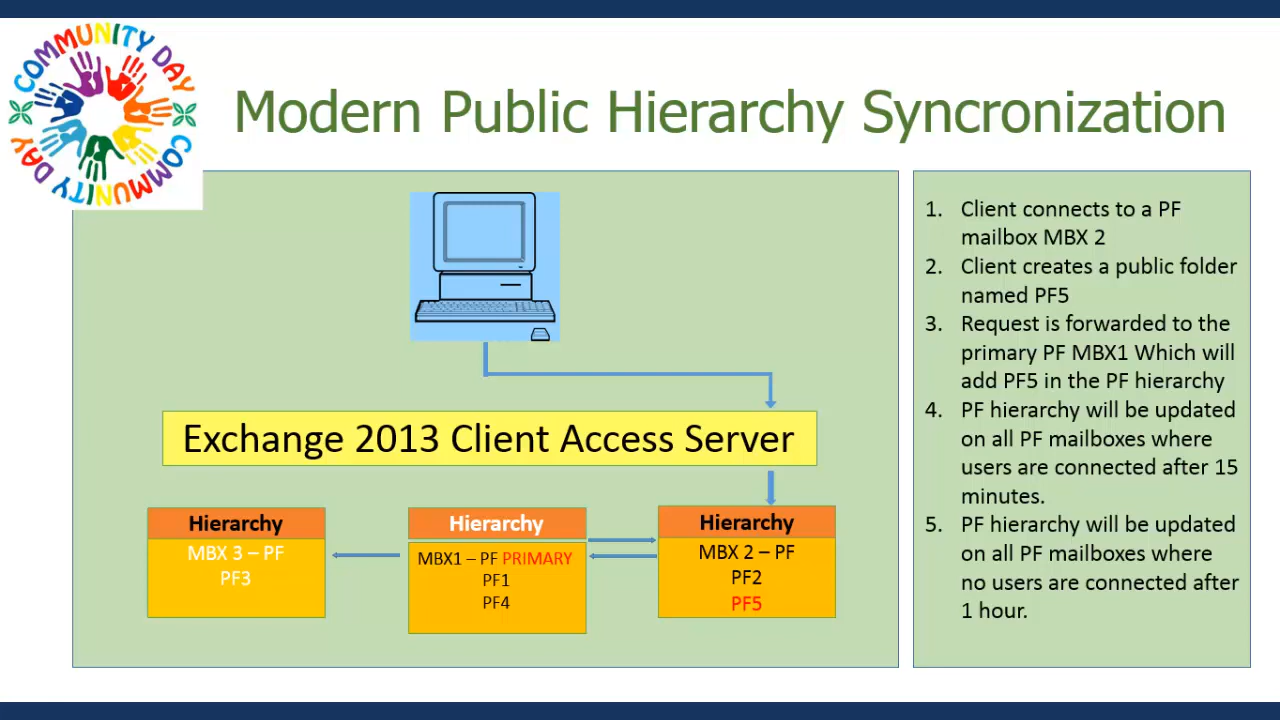 COMMUNITY DAY
COMMUNITY DAY
Modern Public Hierarchy Syncronization
Exchange 2013 Client Access Server
Hierarchy
MBX 3 – PF
PF3
Hierarchy
MBX1 – PF PRIMARY
PF1
PF4
Hierarchy
MBX 2 – PF
PF2
PF5
1. Client connects to a PF
mailbox MBX 2
2. Client creates a public folder
named PF5
3. Request is forwarded to the
primary PF MBX1 Which will
add PF5 in the PF hierarchy
4. PF hierarchy will be updated
on all PF mailboxes where
users are connected after 15
minutes.
5. PF hierarchy will be updated
on all PF mailboxes where
no users are connected after
1 hour.